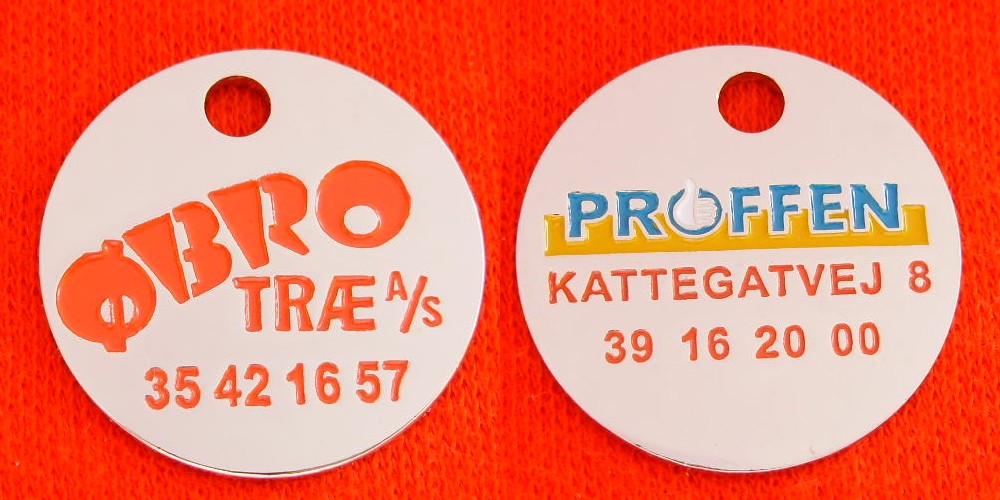 ØBRO
TRÆ A/S
35 42 16 57
PROFFEN
KATTEGATVEJ 8
39 16 20 00